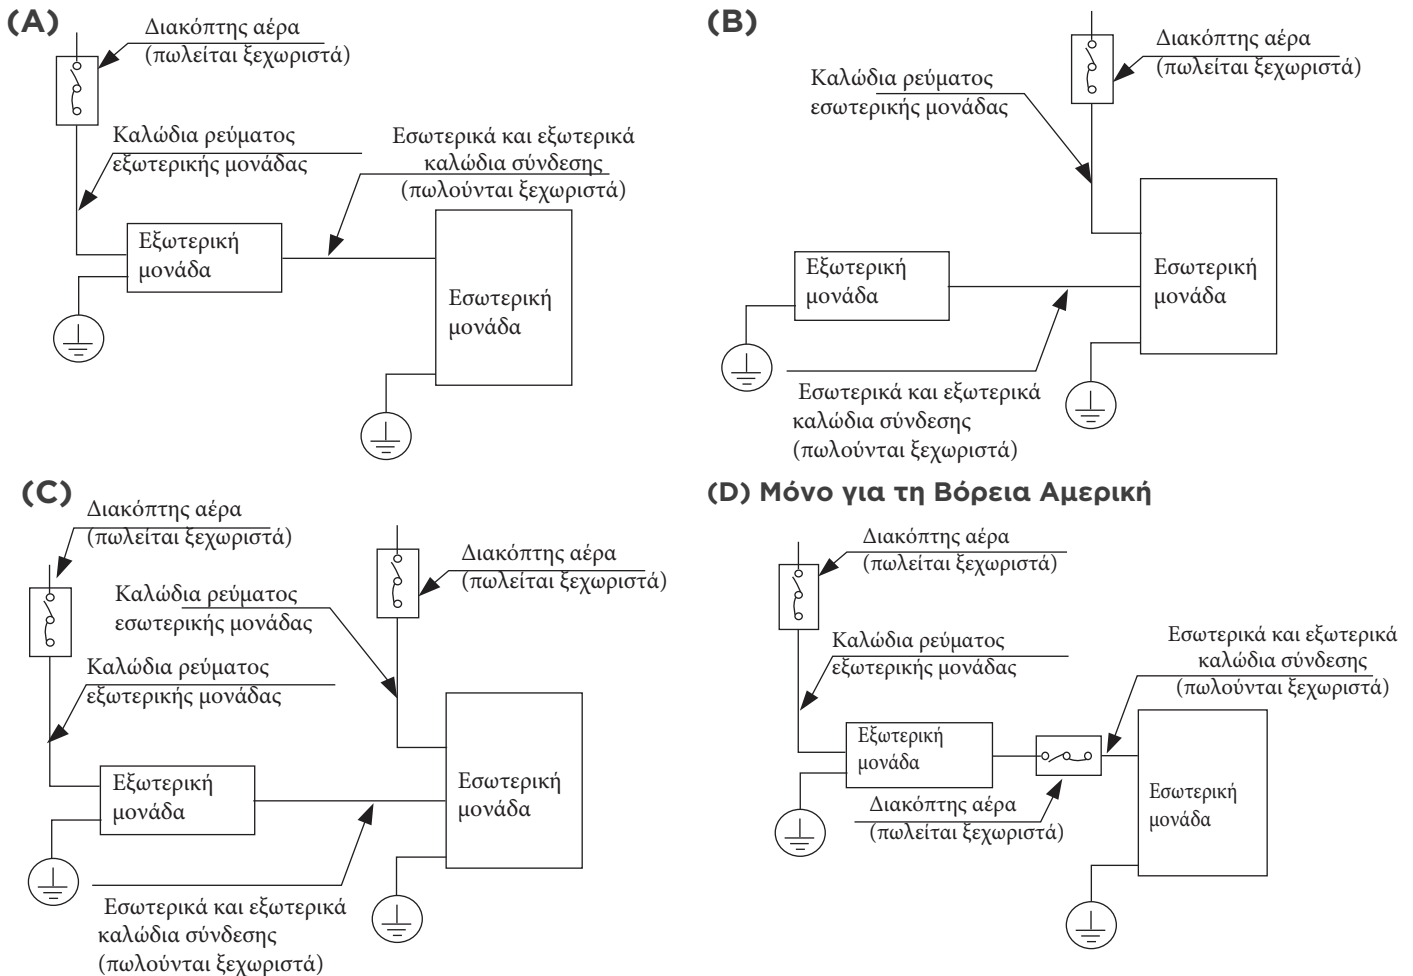 (A)
Διακόπτης αέρα
(πωλείται ξεχωριστά)
Καλώδια ρεύματος
εξωτερικής μονάδας
Εσωτερικά και εξωτερικά
καλώδια σύνδεσης
(πωλούνται ξεχωριστά)
Εξωτερική
μονάδα
Εσωτερική
μονάδα
(B)
Διακόπτης αέρα
(πωλείται ξεχωριστά)
Καλώδια ρεύματος
εσωτερικής μονάδας
Εξωτερική
μονάδα
Εσωτερική
μονάδα
Εσωτερικά και εξωτερικά
καλώδια σύνδεσης
(πωλούνται ξεχωριστά)
(C)
Διακόπτης αέρα
(πωλείται ξεχωριστά)
Διακόπτης αέρα
(πωλείται ξεχωριστά)
Καλώδια ρεύματος
εσωτερικής μονάδας
Καλώδια ρεύματος
εξωτερικής μονάδας
Εξωτερική
μονάδα
Εσωτερική
μονάδα
Εσωτερικά και εξωτερικά
καλώδια σύνδεσης
(πωλούνται ξεχωριστά)
(D) Μόνο για τη Βόρεια Αμερική
Διακόπτης αέρα
(πωλείται ξεχωριστά)
Καλώδια ρεύματος
εξωτερικής μονάδας
Εσωτερικά και εξωτερικά
καλώδια σύνδεσης
(πωλούνται ξεχωριστά)
Εξωτερική
μονάδα
Διακόπτης αέρα
(πωλείται ξεχωριστά)
Εσωτερική
μονάδα